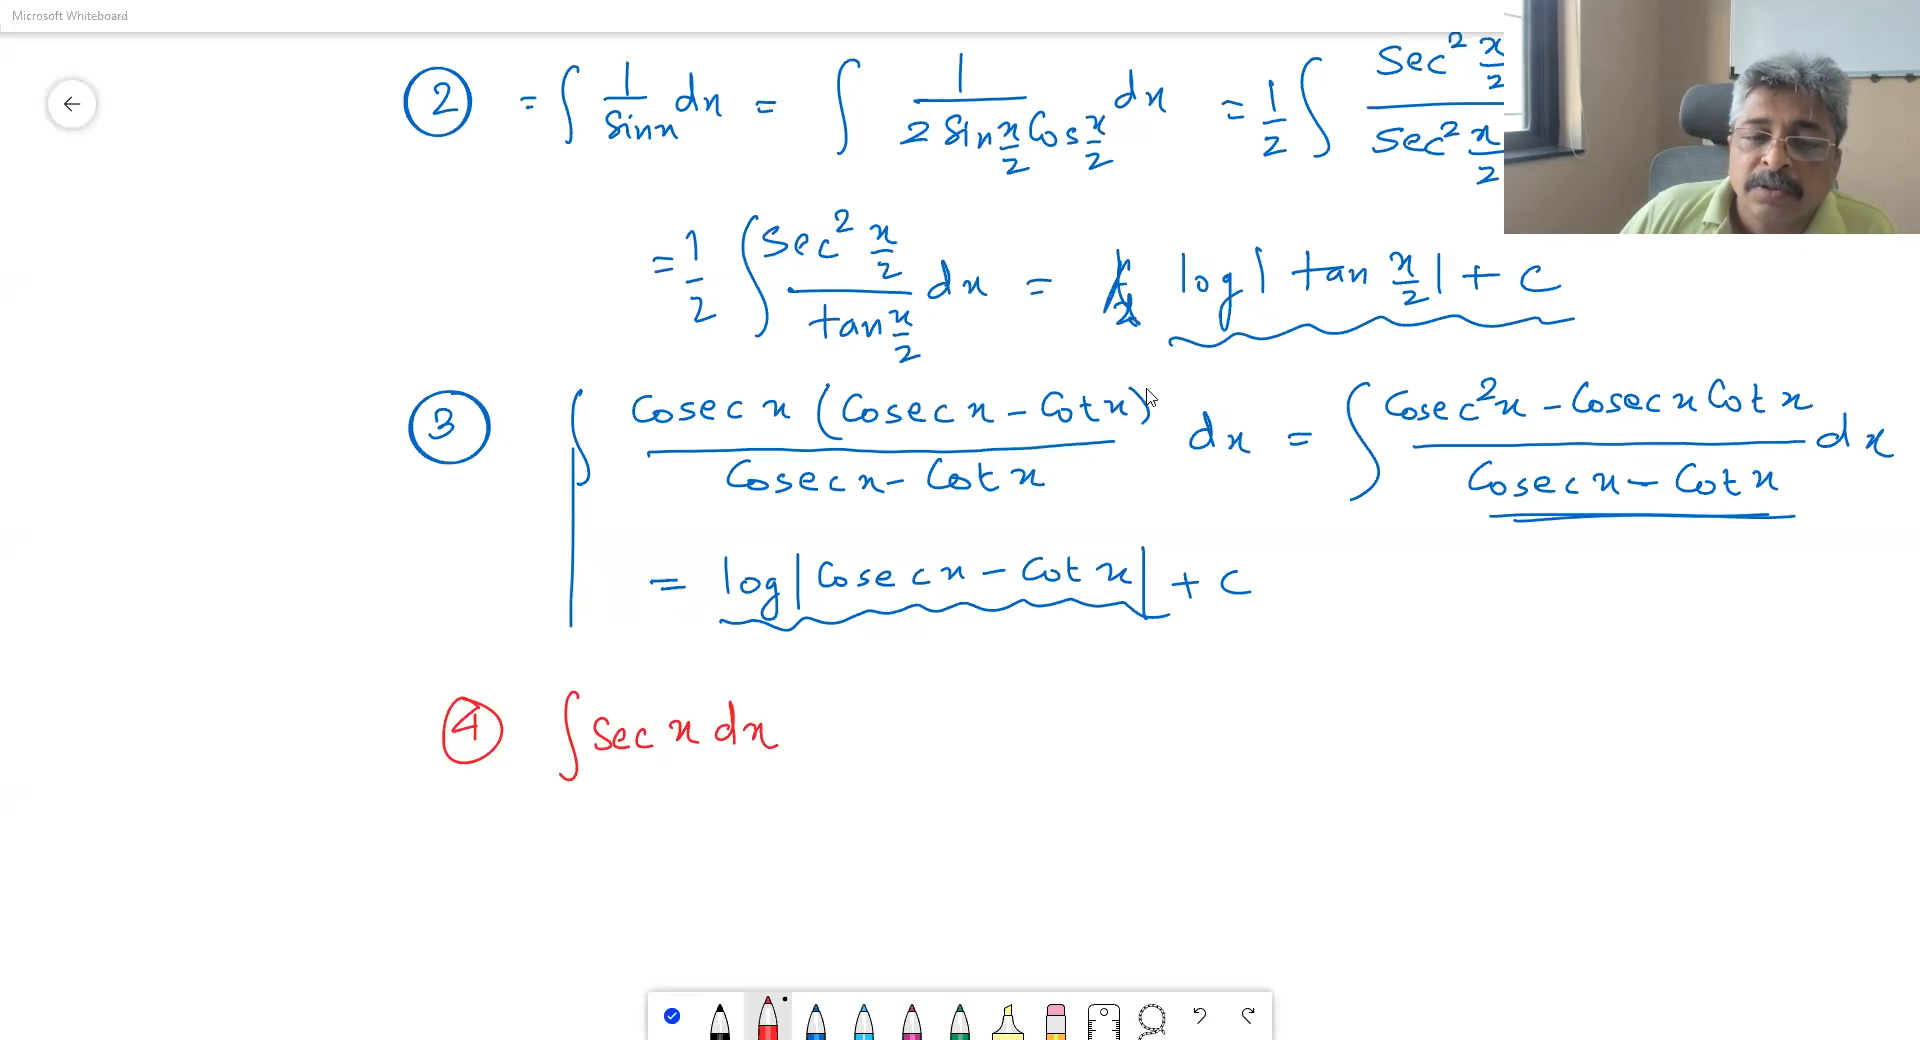 Microsoft Whiteboard
② = ∫ 1/Sinx dx = ∫ 1/(2 Sin x/2 Cos x/2) dx = 1/2 ∫ Sec² x/2 / Sec² x/2
= 1/2 ∫ Sec² x/2 / tan x/2 dx = log| tan x/2 | + C
③ ∫ Cosec x (Cosec x - Cot x) / (Cosec x - Cot x) dx = ∫ (Cosec² x - Cosec x Cot x) / (Cosec x - Cot x) dx
= log|Cosec x - Cot x| + C
④ ∫ Sec x dx